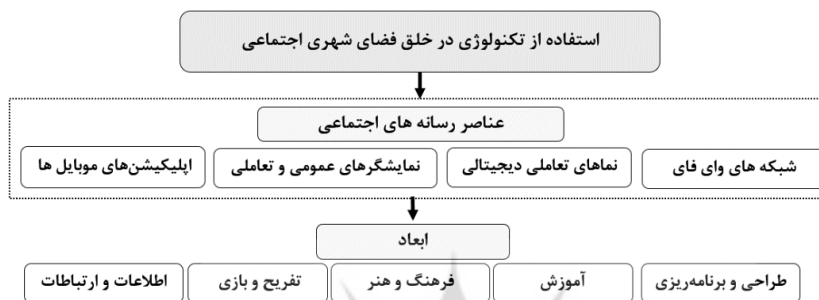 استفاده از تکنولوژی در خلق فضای شهری اجتماعی
عناصر رسانه های اجتماعی
شبکه های وای فای
نماهای تعاملی دیجیتالی
نمایشگرهای عمومی و تعاملی
اپلیکیشن‌های موبایل ها
ابعاد
طراحی و برنامه‌ریزی
آموزش
فرهنگ و هنر
تفریح و بازی
اطلاعات و ارتباطات